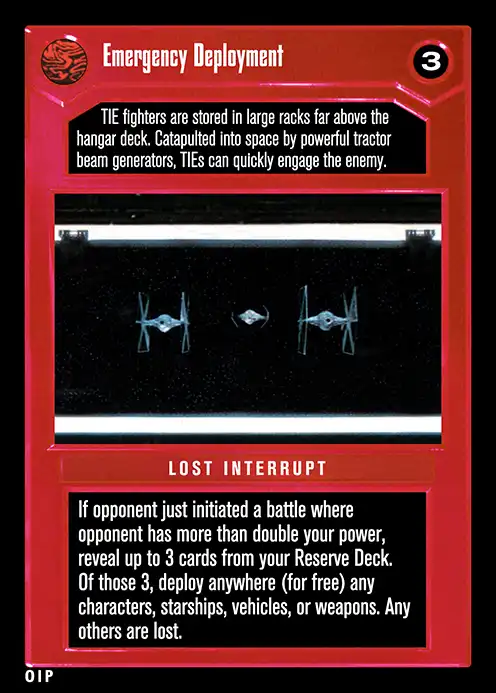 Emergency Deployment
3
TIE fighters are stored in large racks far above the
hangar deck. Catapulted into space by powerful tractor
beam generators, TIEs can quickly engage the enemy.
LOST INTERRUPT
If opponent just initiated a battle where
opponent has more than double your power,
reveal up to 3 cards from your Reserve Deck.
Of those 3, deploy anywhere (for free) any
characters, starships, vehicles, or weapons. Any
others are lost.
OIP